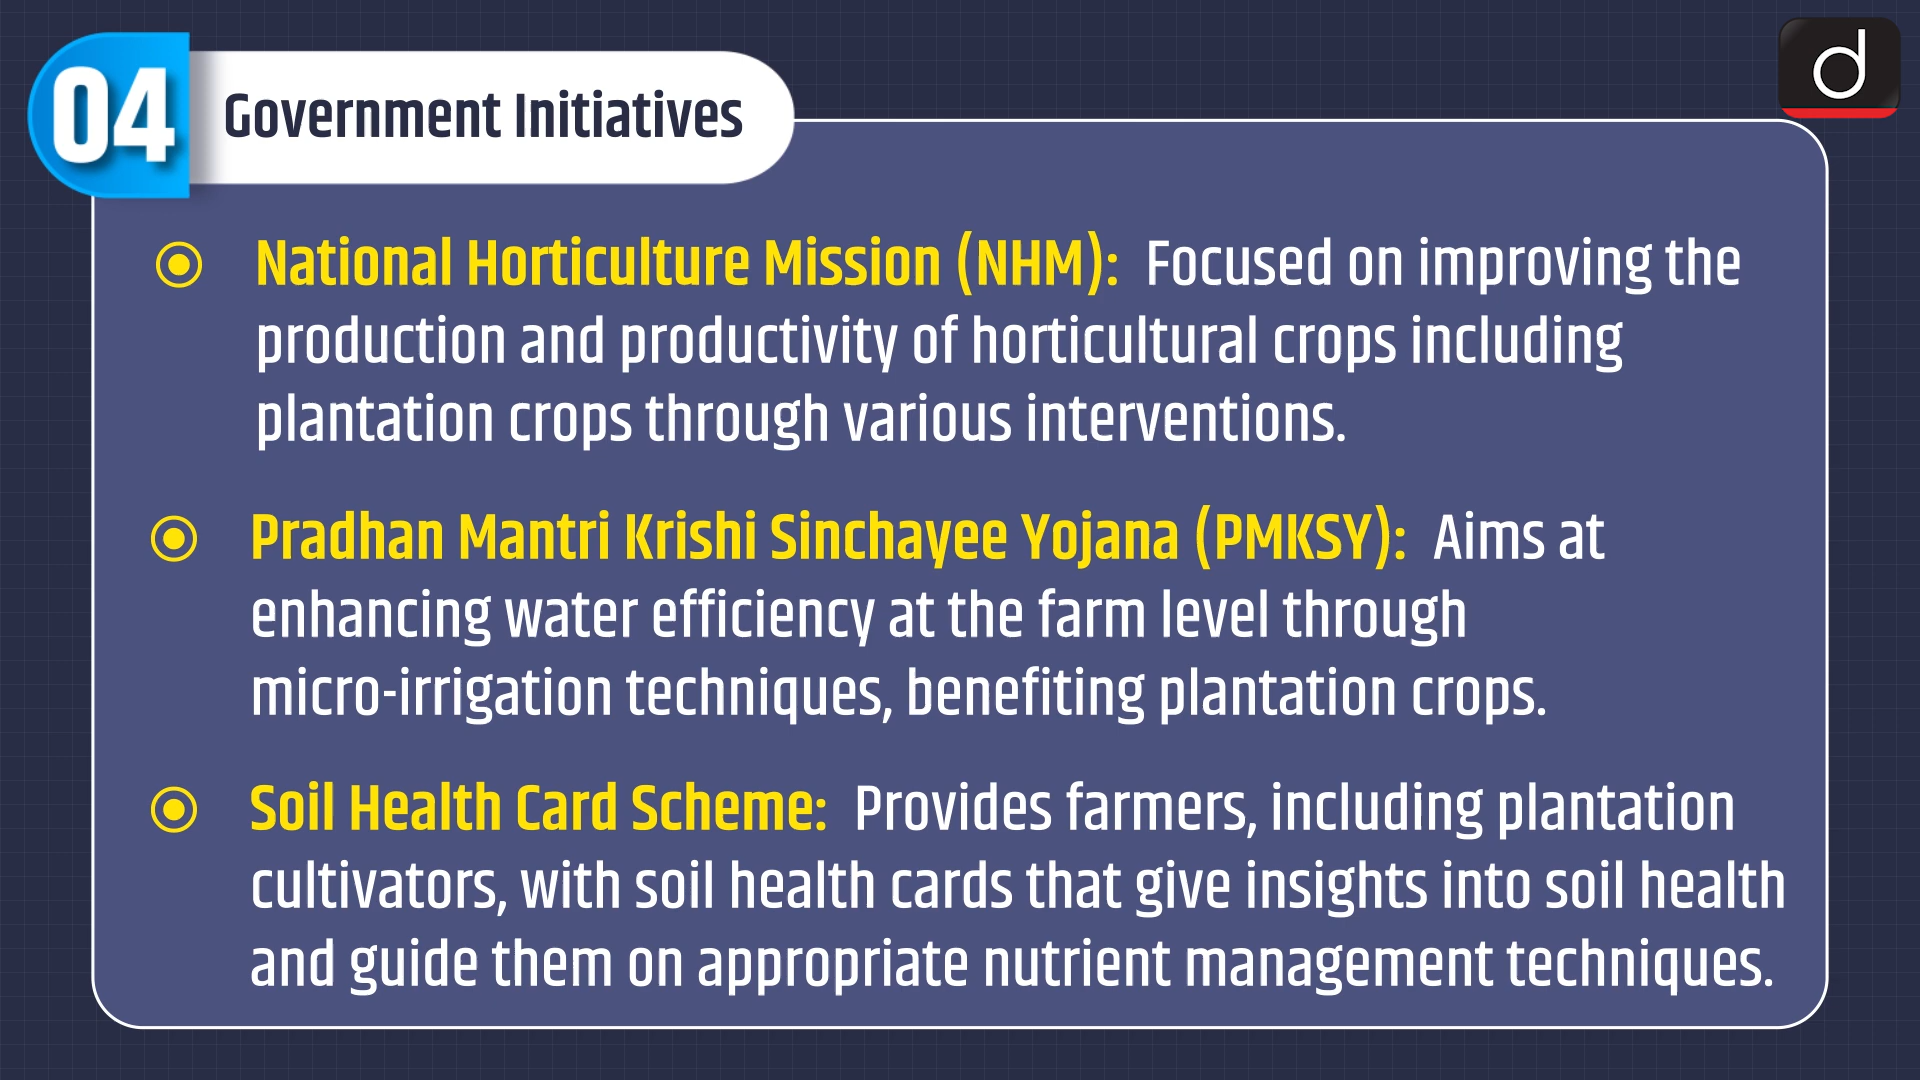 04
Government Initiatives
d
National Horticulture Mission (NHM): Focused on improving the
production and productivity of horticultural crops including
plantation crops through various interventions.
Pradhan Mantri Krishi Sinchayee Yojana (PMKSY): Aims at
enhancing water efficiency at the farm level through
micro-irrigation techniques, benefiting plantation crops.
Soil Health Card Scheme: Provides farmers, including plantation
cultivators, with soil health cards that give insights into soil health
and guide them on appropriate nutrient management techniques.